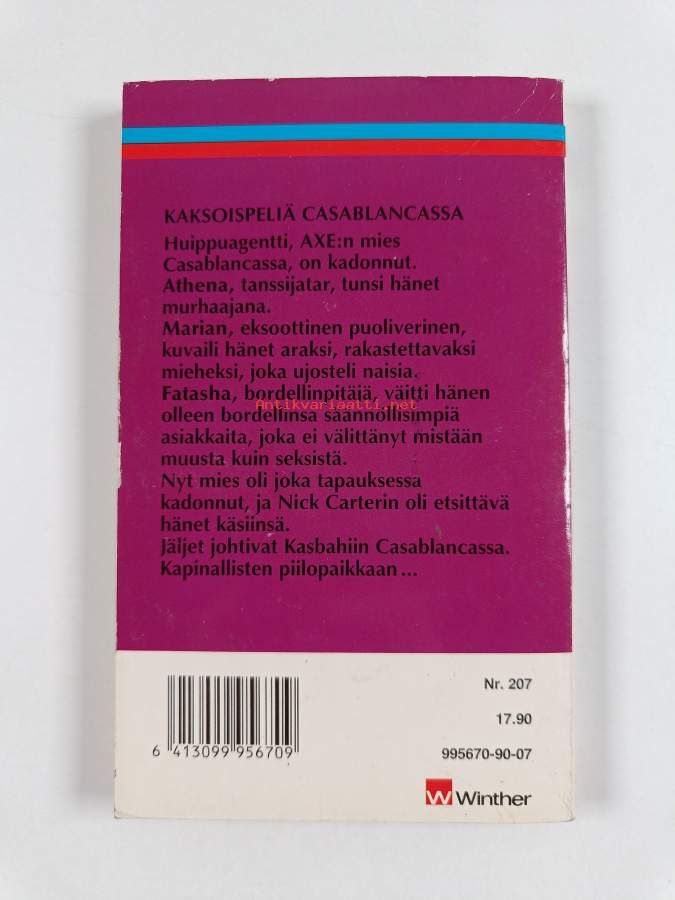 KAKSOISPELIÄ CASABLANCASSA
Huippuagentti, AXE:n mies
Casablancassa, on kadonnut.
Athena, tanssijatar, tunsi hänet
murhaajana.
Marian, eksoottinen puoliverinen,
kuvaili hänet araksi, rakastettavaksi
mieheksi, joka ujosteli naisia.
Fatasha, bordellinpitäjä, väitti hänen
Antikvariaatti.net
olleen bordellinsa säännöllisimpiä
asiakkaita, joka ei välittänyt mistään
muusta kuin seksistä.
Nyt mies oli joka tapauksessa
kadonnut, ja Nick Carterin oli etsittävä
hänet käsiinsä.
Jäljet johtivat Kasbahiin Casablancassa.
Kapinallisten piilopaikkaan...
Nr. 207
17.90
6 413099 956709
995670-90-07
W Winther